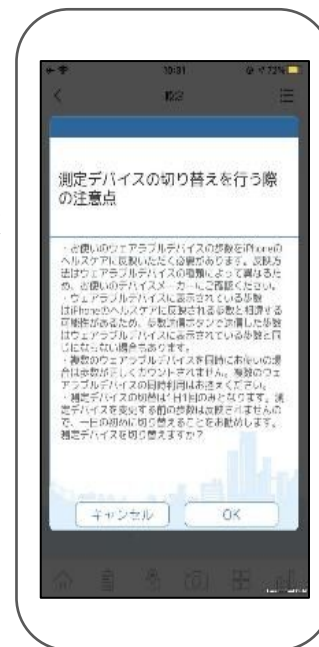 10:31
73%
設定
測定デバイスの切り替えを行う際
の注意点
・お使いのウェアラブルデバイスの歩数をiPhoneの
ヘルスケアに反映いただく必要があります。反映方
法はウェアラブルデバイスの種類によって異なるた
め、お使いのデバイスメーカーにご確認ください。
・ウェアラブルデバイスに表示されている歩数
はiPhoneのヘルスケアに反映される歩数と相違する
可能性があるため、歩数送信ボタンで送信した歩数
はウェアラブルデバイスに表示されている歩数と同
じにならない場合もあります。
・複数のウェアラブルデバイスを同時にお使いの場
合は歩数が正しくカウントされません。複数のウェ
アラブルデバイスの同時利用はお控えください。
・測定デバイスの切替は1日1回のみとなります。測
定デバイスを変更する前の歩数は反映されませんの
で、一日の初めに切り替えることをお勧めします。
測定デバイスを切り替えますか？
キャンセル
OK